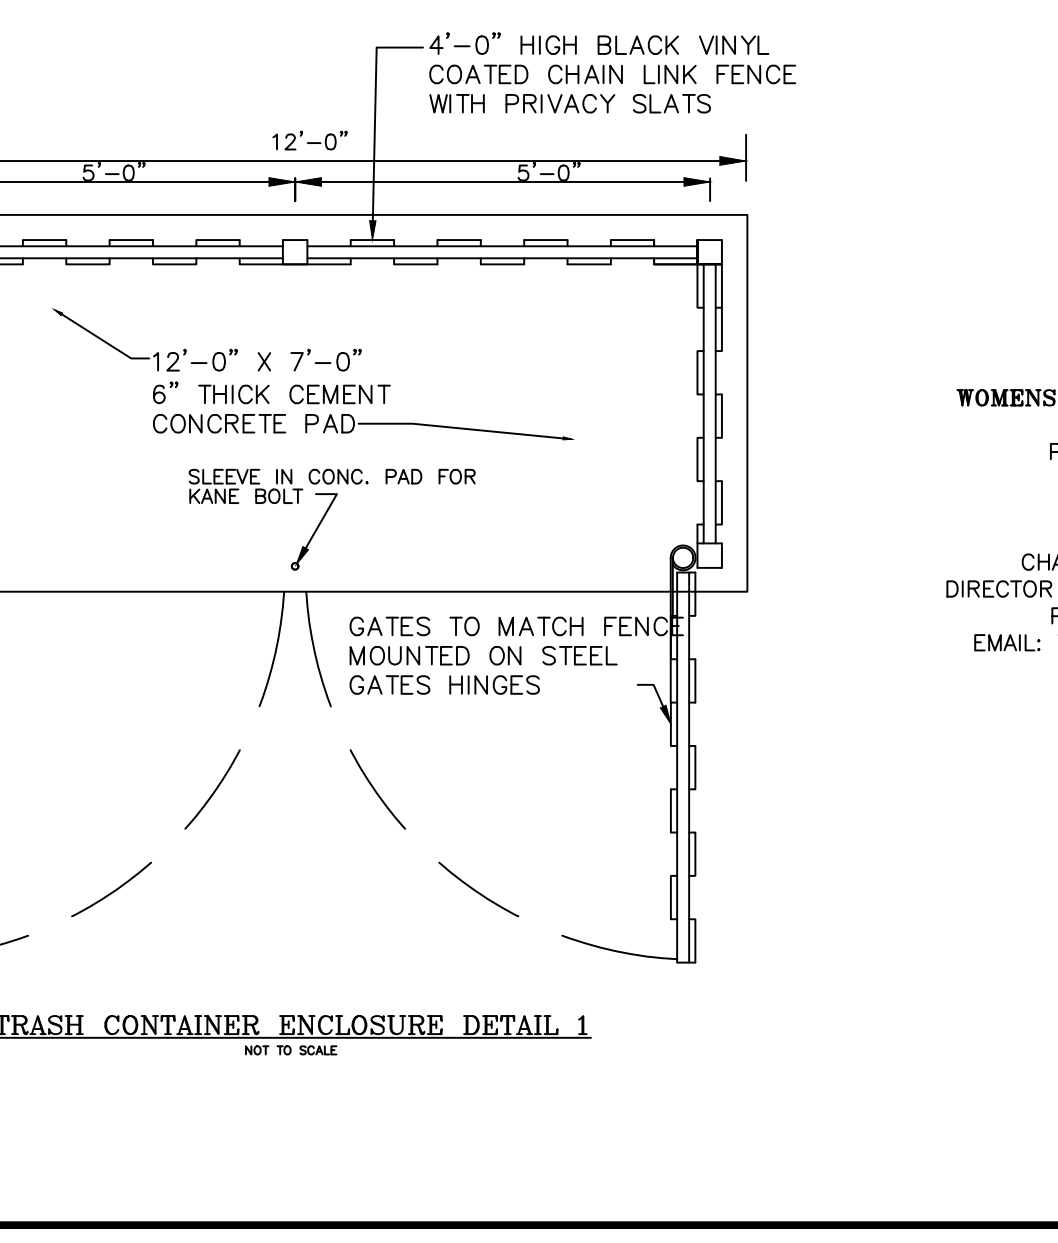 4'-0" HIGH BLACK VINYL
COATED CHAIN LINK FENCE
WITH PRIVACY SLATS
12'-0"
5'-0"
5'-0"
12'-0" X 7'-0"
6" THICK CEMENT
CONCRETE PAD
SLEEVE IN CONC. PAD FOR
KANE BOLT
GATES TO MATCH FENCE
MOUNTED ON STEEL
GATES HINGES
TRASH CONTAINER ENCLOSURE DETAIL 1
NOT TO SCALE
WOMENS
DIRECTOR
EMAIL: